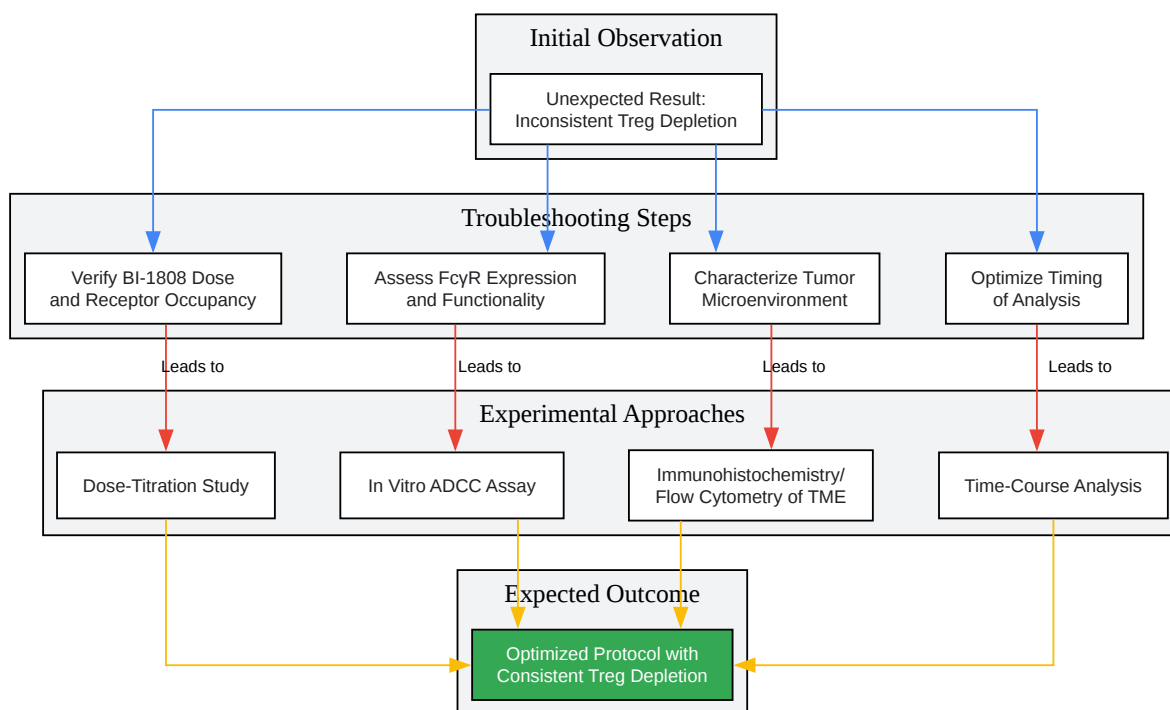 Initial Observation
Unexpected Result:
Inconsistent Treg Depletion
Troubleshooting Steps
Verify BI-1808 Dose
and Receptor Occupancy
Assess FcγR Expression
and Functionality
Characterize Tumor
Microenvironment
Optimize Timing
of Analysis
Leads to
Leads to
Leads to
Leads to
Experimental Approaches
Dose-Titration Study
In Vitro ADCC Assay
Immunohistochemistry/
Flow Cytometry of TME
Time-Course Analysis
Expected Outcome
Optimized Protocol with
Consistent Treg Depletion